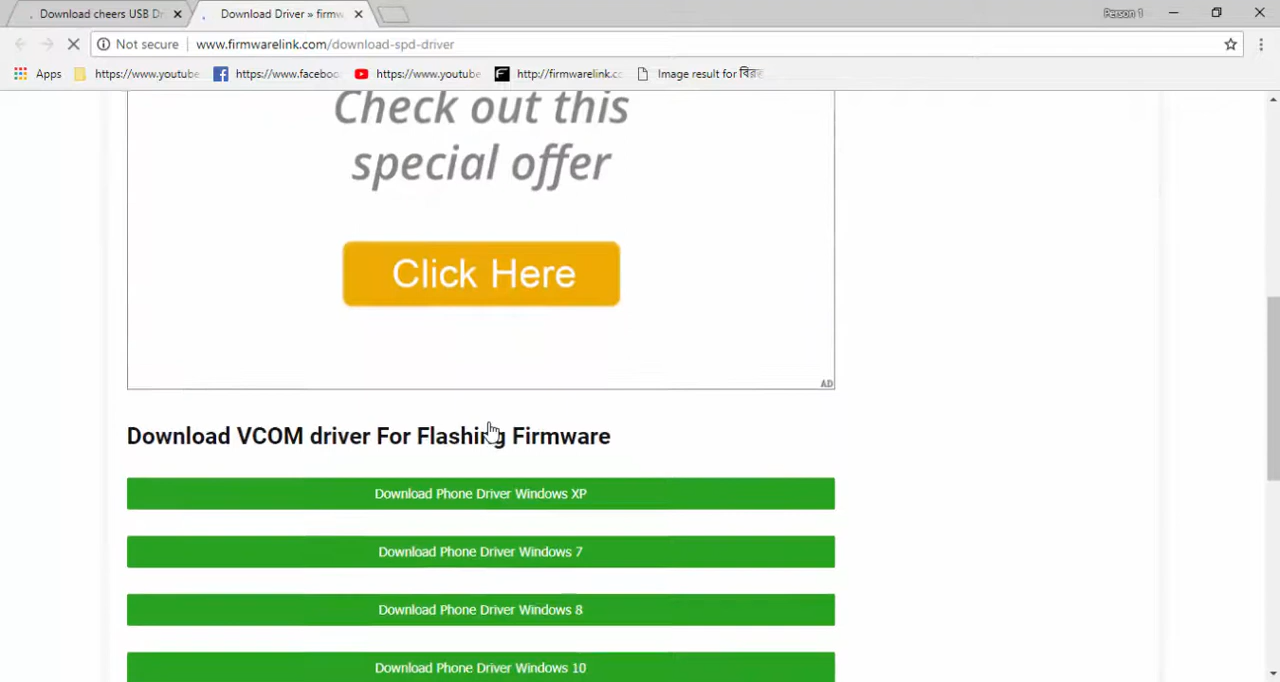 Download cheers USB Dr
Download Driver » firmw
Person 1
Not secure
www.firmwarelink.com/download-spd-driver
Apps
https://www.youtube
https://www.faceboo
https://www.youtube
http://firmwarelink.c
Image result for বিরহ
Check out this
special offer
Click Here
AD
Download VCOM driver For Flashing Firmware
Download Phone Driver Windows XP
Download Phone Driver Windows 7
Download Phone Driver Windows 8
Download Phone Driver Windows 10